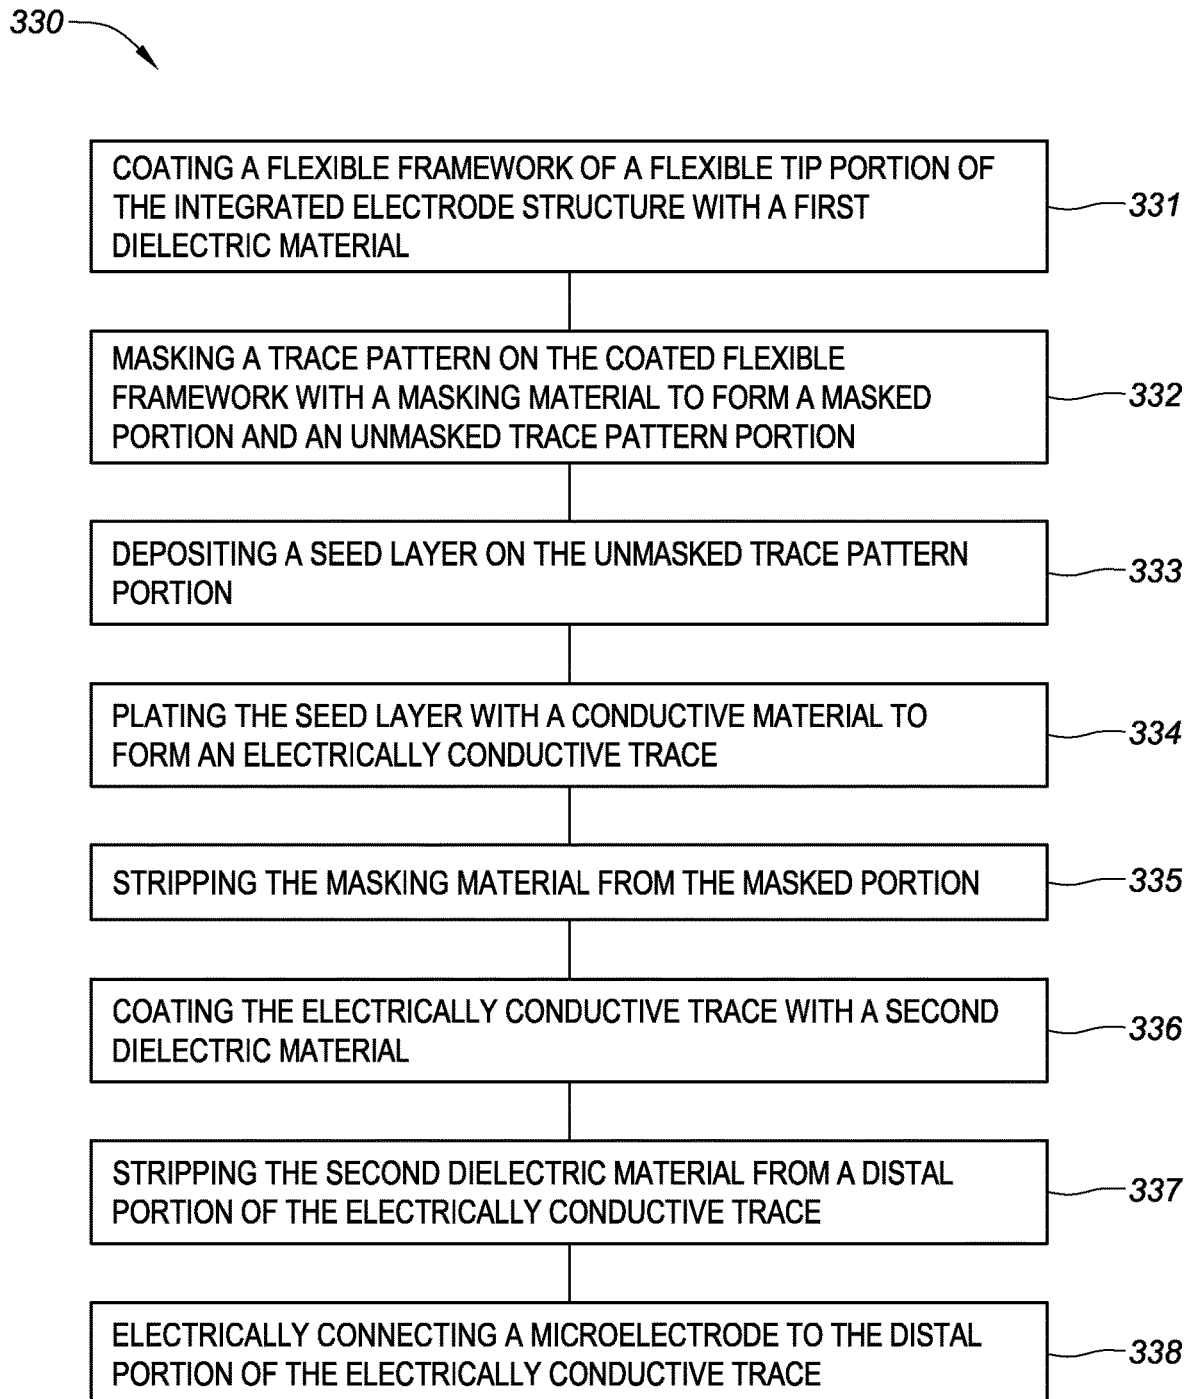 330
COATING A FLEXIBLE FRAMEWORK OF A FLEXIBLE TIP PORTION OF
THE INTEGRATED ELECTRODE STRUCTURE WITH A FIRST
DIELECTRIC MATERIAL
331
MASKING A TRACE PATTERN ON THE COATED FLEXIBLE
FRAMEWORK WITH A MASKING MATERIAL TO FORM A MASKED
PORTION AND AN UNMASKED TRACE PATTERN PORTION
332
DEPOSITING A SEED LAYER ON THE UNMASKED TRACE PATTERN
PORTION
333
PLATING THE SEED LAYER WITH A CONDUCTIVE MATERIAL TO
FORM AN ELECTRICALLY CONDUCTIVE TRACE
334
STRIPPING THE MASKING MATERIAL FROM THE MASKED PORTION
335
COATING THE ELECTRICALLY CONDUCTIVE TRACE WITH A SECOND
DIELECTRIC MATERIAL
336
STRIPPING THE SECOND DIELECTRIC MATERIAL FROM A DISTAL
PORTION OF THE ELECTRICALLY CONDUCTIVE TRACE
337
ELECTRICALLY CONNECTING A MICROELECTRODE TO THE DISTAL
PORTION OF THE ELECTRICALLY CONDUCTIVE TRACE
338